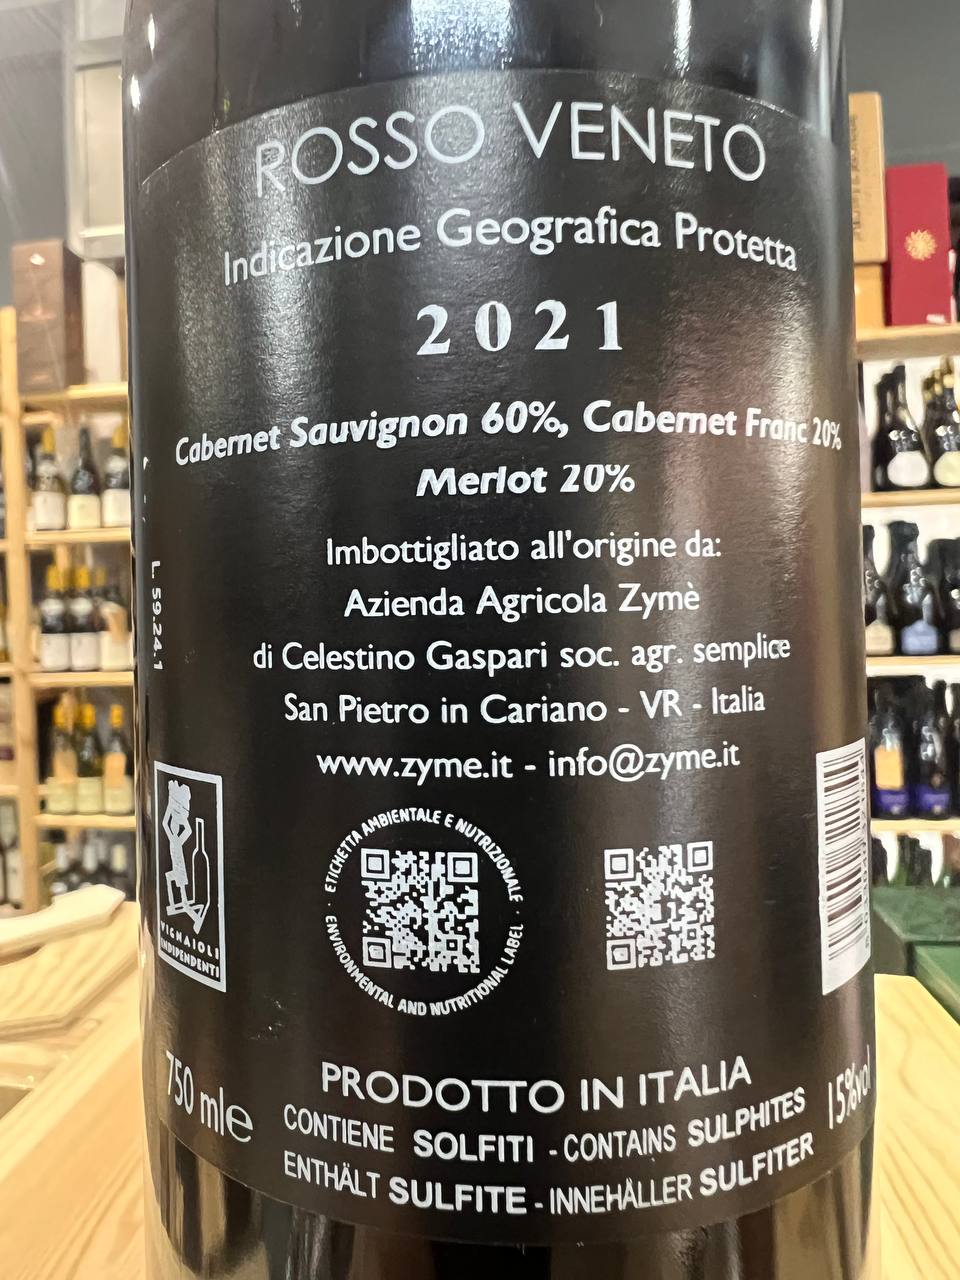 ROSSO VENETO
Indicazione Geografica Protetta
2021
Cabernet Sauvignon 60%, Cabernet Franc 20%
Merlot 20%
Imbottigliato all'origine da:
Azienda Agricola Zymè
di Celestino Gaspari soc. agr. semplice
San Pietro in Cariano - VR - Italia
www.zyme.it - info@zyme.it
L. 59.24.1
VIGNAIOLI
INDIPENDENTI
ETICHETTA AMBIENTALE E NUTRIZIONALE
ENVIRONMENTAL AND NUTRITIONAL LABEL
750 ml e
PRODOTTO IN ITALIA
15%vol
CONTIENE SOLFITI - CONTAINS SULPHITES
ENTHÄLT SULFITE - INNEHÅLLER SULFITER